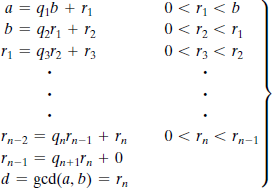 a = q₁b + r₁ 0 < r₁ < b
b = q₂r₁ + r₂ 0 < r₂ < r₁
r₁ = q₃r₂ + r₃ 0 < r₃ < r₂
. .
. .
. .
rₙ₋₂ = qₙrₙ₋₁ + rₙ 0 < rₙ < rₙ₋₁
rₙ₋₁ = qₙ₊₁rₙ + 0
d = gcd(a, b) = rₙ